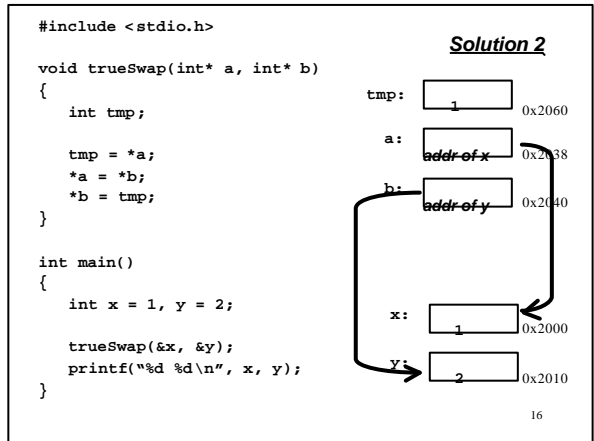 #include <stdio.h>
Solution 2
void trueSwap(int* a, int* b)
{
int tmp;
tmp = *a;
*a = *b;
*b = tmp;
}
int main()
{
int x = 1, y = 2;
trueSwap(&x, &y);
printf(“%d %d\n”, x, y);
}
tmp: 1 0x2060
a: addr of x 0x2038
b: addr of y 0x2040
x: 1 0x2000
y: 2 0x2010
16